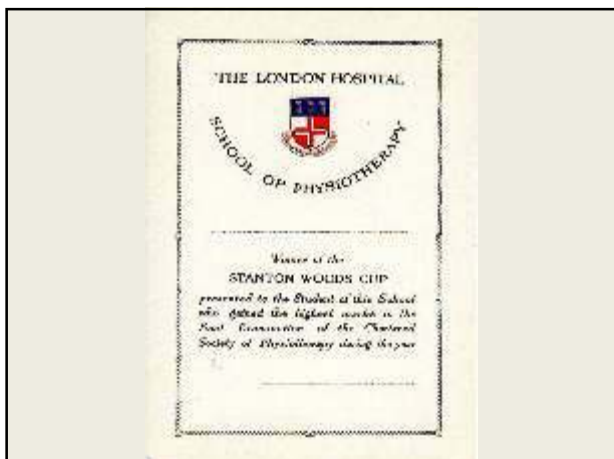 THE LONDON HOSPITAL
SCHOOL OF PHYSIOTHERAPY
Winner of the
STANTON WOODS CUP
presented to the Student of this School
who gained the highest marks in the
Final Examination of the Chartered
Society of Physiotherapy during the year